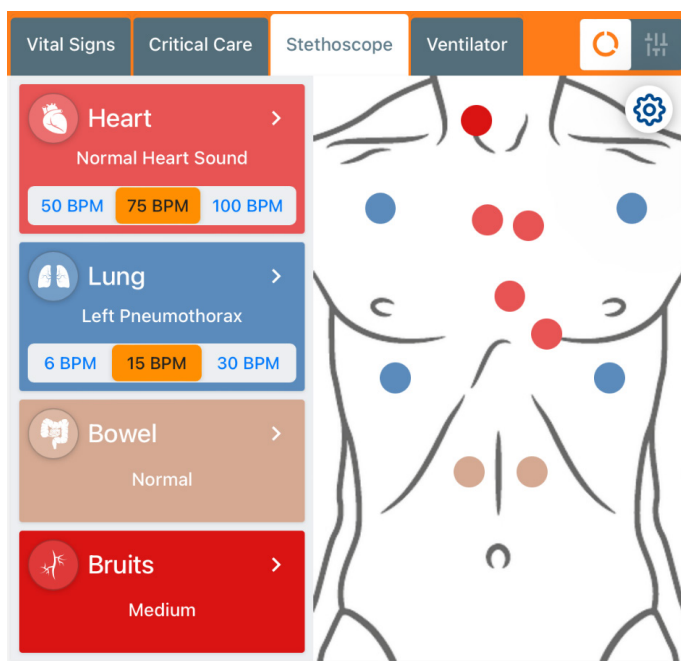 Vital Signs Critical Care Stethoscope Ventilator
Heart
Normal Heart Sound
50 BPM 75 BPM 100 BPM
Lung
Left Pneumothorax
6 BPM 15 BPM 30 BPM
Bowel
Normal
Bruits
Medium